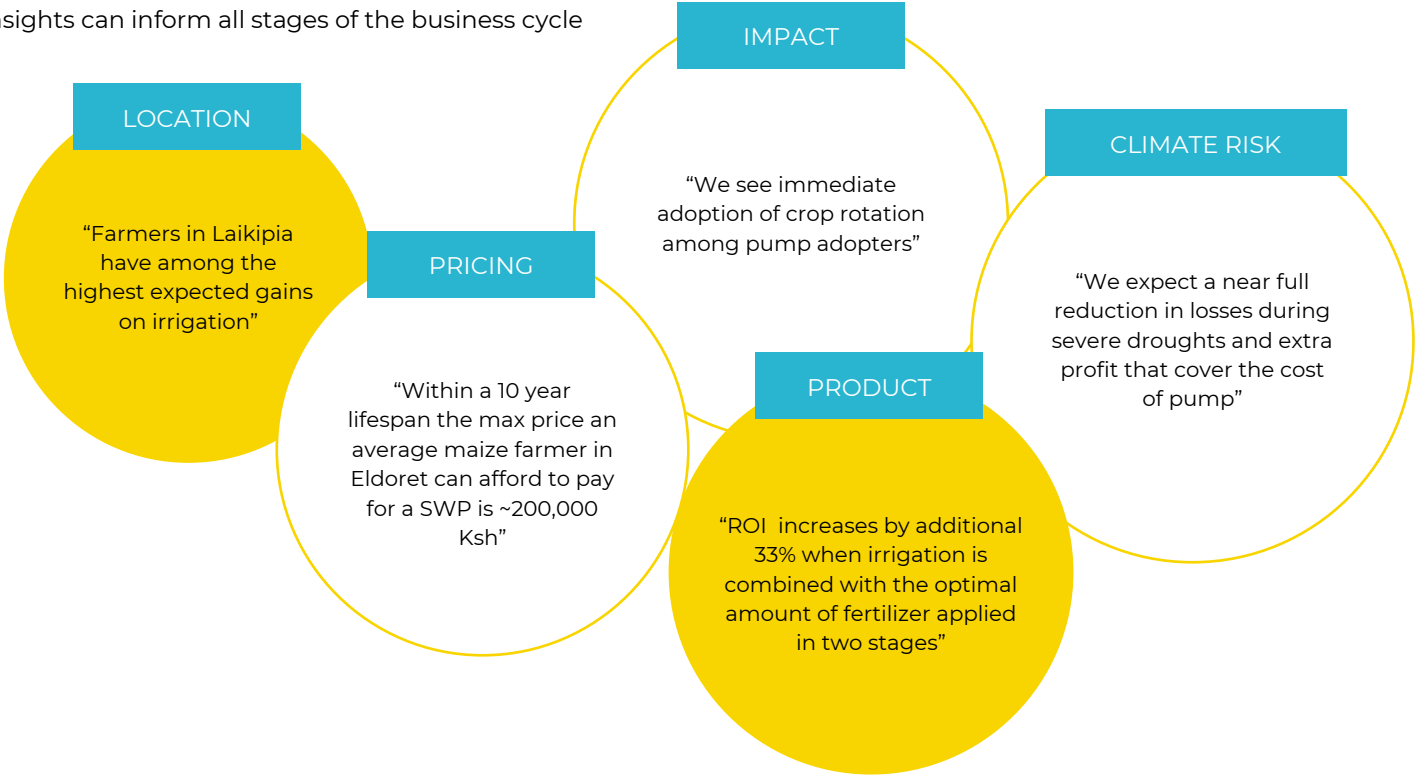 nsights can inform all stages of the business cycle
LOCATION
“Farmers in Laikipia
have among the
highest expected gains
on irrigation”
PRICING
“Within a 10 year
lifespan the max price an
average maize farmer in
Eldoret can afford to pay
for a SWP is ~200,000
Ksh”
IMPACT
“We see immediate
adoption of crop rotation
among pump adopters”
PRODUCT
“ROI  increases by additional
33% when irrigation is
combined with the optimal
amount of fertilizer applied
in two stages”
CLIMATE RISK
“We expect a near full
reduction in losses during
severe droughts and extra
profit that cover the cost
of pump”